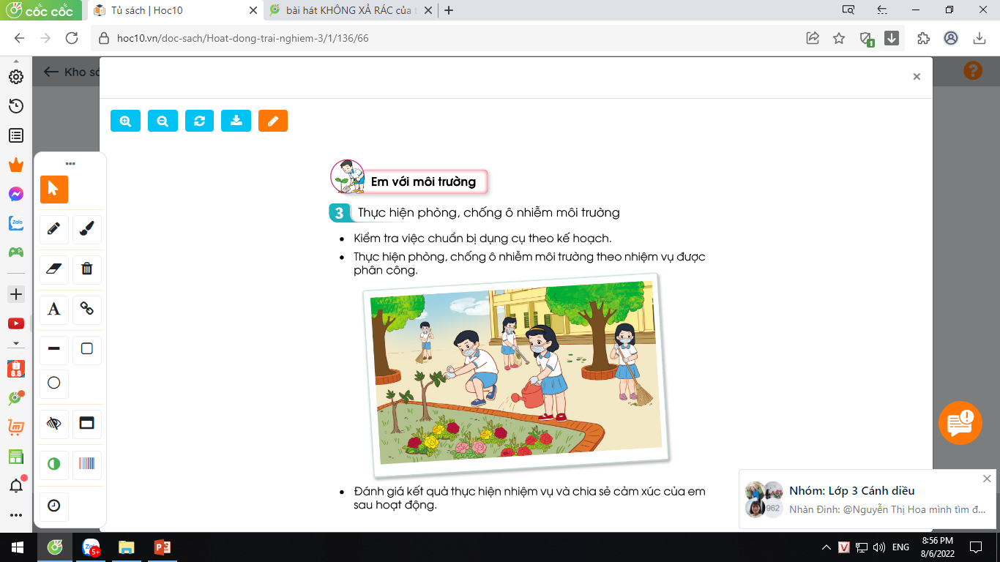 cốc cốc
Tủ sách | Hoc10
bài hát KHÔNG XẢ RÁC của t
hoc10.vn/doc-sach/Hoat-dong-trai-nghiem-3/1/136/66
1
Kho sá
Em với môi trường
3 Thực hiện phòng, chống ô nhiễm môi trường
• Kiểm tra việc chuẩn bị dụng cụ theo kế hoạch.
• Thực hiện phòng, chống ô nhiễm môi trường theo nhiệm vụ được
phân công.
• Đánh giá kết quả thực hiện nhiệm vụ và chia sẻ cảm xúc của em
sau hoạt động.
Zalo
8.8
A
Nhóm: Lớp 3 Cánh diều
962
Nhàn Đinh: @Nguyễn Thị Hoa mình tìm đ...
Zalo
5+
ENG
8:56 PM
8/6/2022